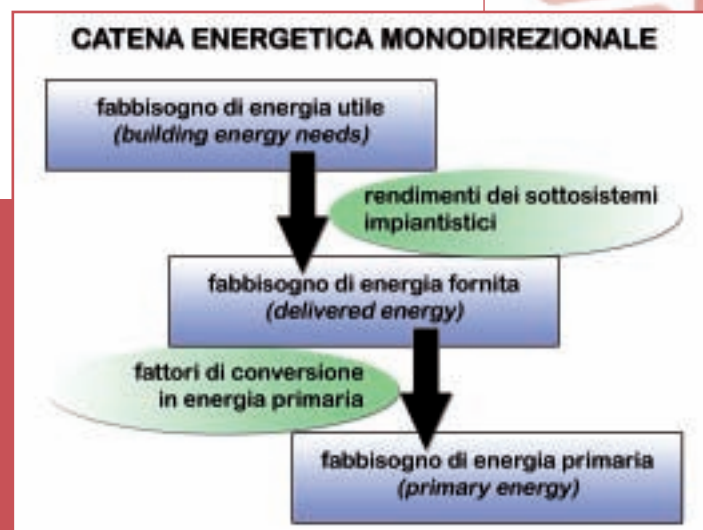 CATENA ENERGETICA MONODIREZIONALE
fabbisogno di energia utile
(building energy needs)
rendimenti dei sottosistemi
impiantistici
fabbisogno di energia fornita
(delivered energy)
fattori di conversione
in energia primaria
fabbisogno di energia primaria
(primary energy)